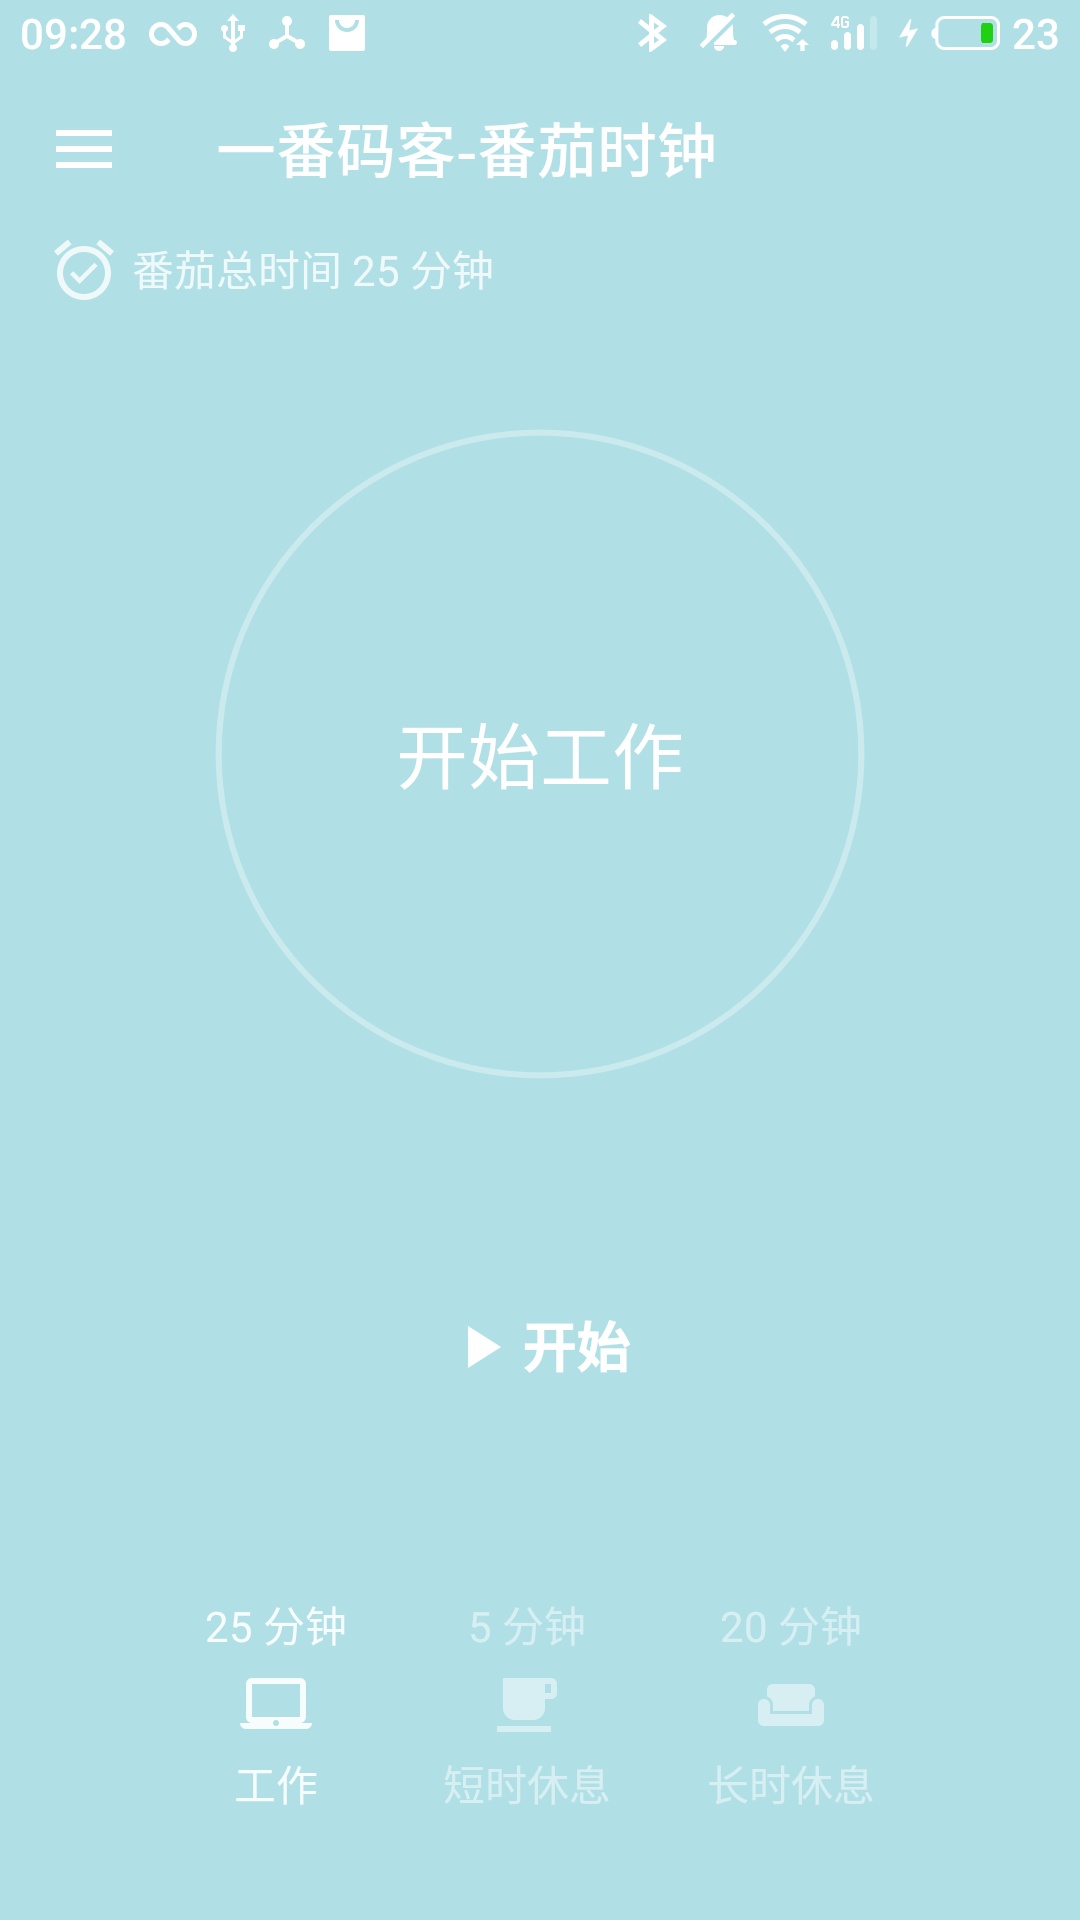 09:28
4G
23
一番码客-番茄时钟
番茄总时间 25 分钟
开始工作
开始
25 分钟
5 分钟
20 分钟
工作
短时休息
长时休息